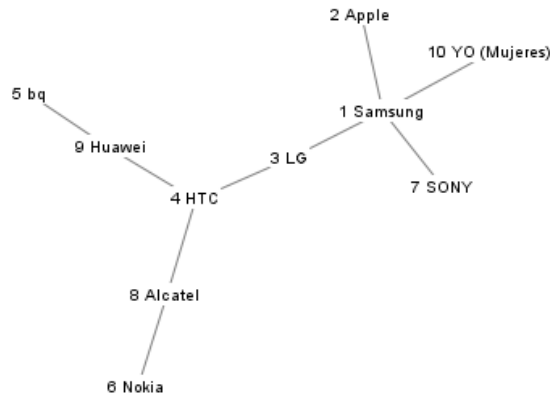 2 Apple
10 YO (Mujeres)
5 bq
1 Samsung
9 Huawei
3 LG
7 SONY
4 HTC
8 Alcatel
6 Nokia